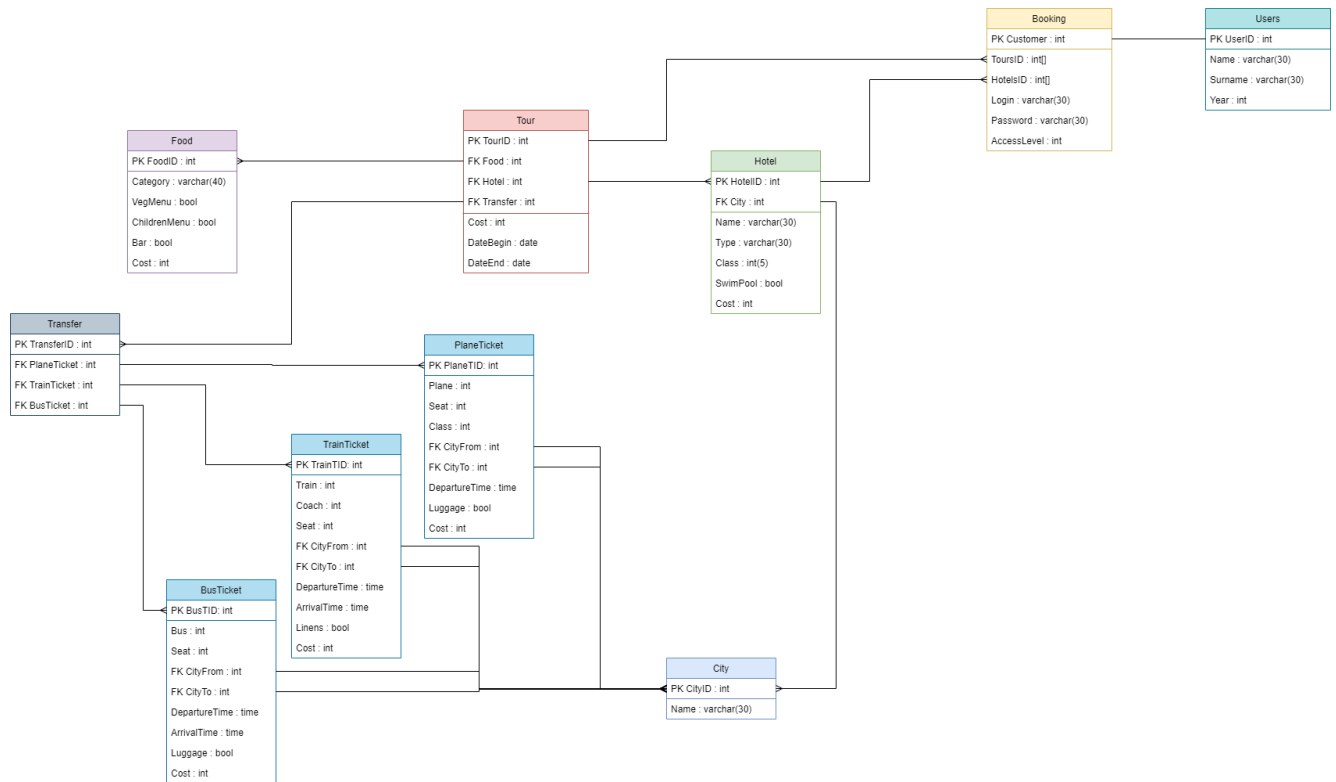 Booking
PK Customer : int
ToursID : int[]
HotelsID : int[]
Login : varchar(30)
Password : varchar(30)
AccessLevel : int
Users
PK UserID : int
Name : varchar(30)
Surname : varchar(30)
Year : int
Tour
PK TourID : int
FK Food : int
FK Hotel : int
FK Transfer : int
Cost : int
DateBegin : date
DateEnd : date
Food
PK FoodID : int
Category : varchar(40)
VegMenu : bool
ChildrenMenu : bool
Bar : bool
Cost : int
Hotel
PK HotelID : int
FK City : int
Name : varchar(30)
Type : varchar(30)
Class : int(5)
SwimPool : bool
Cost : int
Transfer
PK TransferID : int
FK PlaneTicket : int
FK TrainTicket : int
FK BusTicket : int
PlaneTicket
PK PlaneTID: int
Plane : int
Seat : int
Class : int
FK CityFrom : int
FK CityTo : int
DepartureTime : time
Luggage : bool
Cost : int
TrainTicket
PK TrainTID: int
Train : int
Coach : int
Seat : int
FK CityFrom : int
FK CityTo : int
DepartureTime : time
ArrivalTime : time
Linens : bool
Cost : int
BusTicket
PK BusTID: int
Bus : int
Seat : int
FK CityFrom : int
FK CityTo : int
DepartureTime : time
ArrivalTime : time
Luggage : bool
Cost : int
City
PK CityID : int
Name : varchar(30)